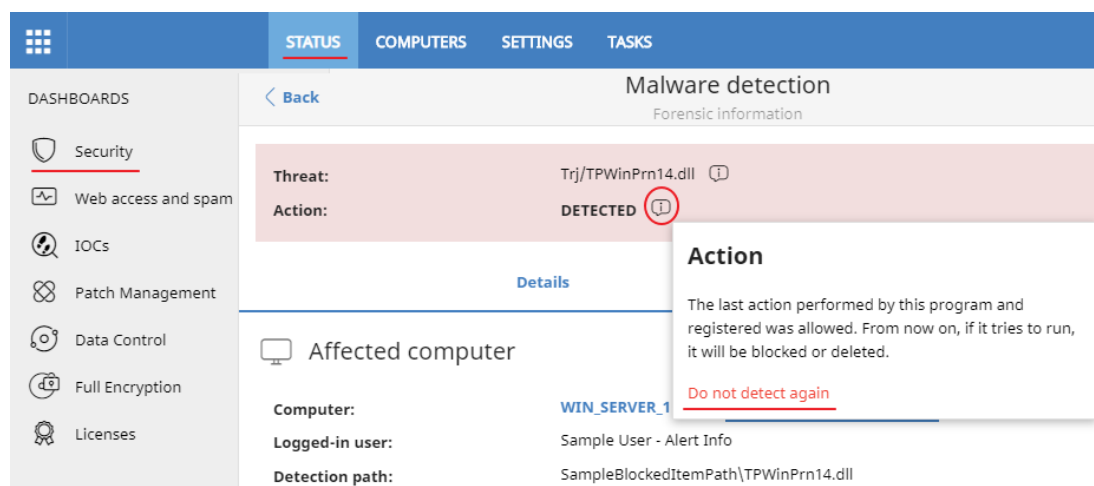 STATUS COMPUTERS SETTINGS TASKS
DASHBOARDS
Security
Web access and spam
IOCs
Patch Management
Data Control
Full Encryption
Licenses
Back
Malware detection
Forensic information
Threat: Trj/TPWinPrn14.dll
Action: DETECTED
Details
Action
The last action performed by this program and
registered was allowed. From now on, if it tries to run,
it will be blocked or deleted.
Do not detect again
Affected computer
Computer: WIN_SERVER_1
Logged-in user: Sample User - Alert Info
Detection path: SampleBlockedItemPath\TPWinPrn14.dll